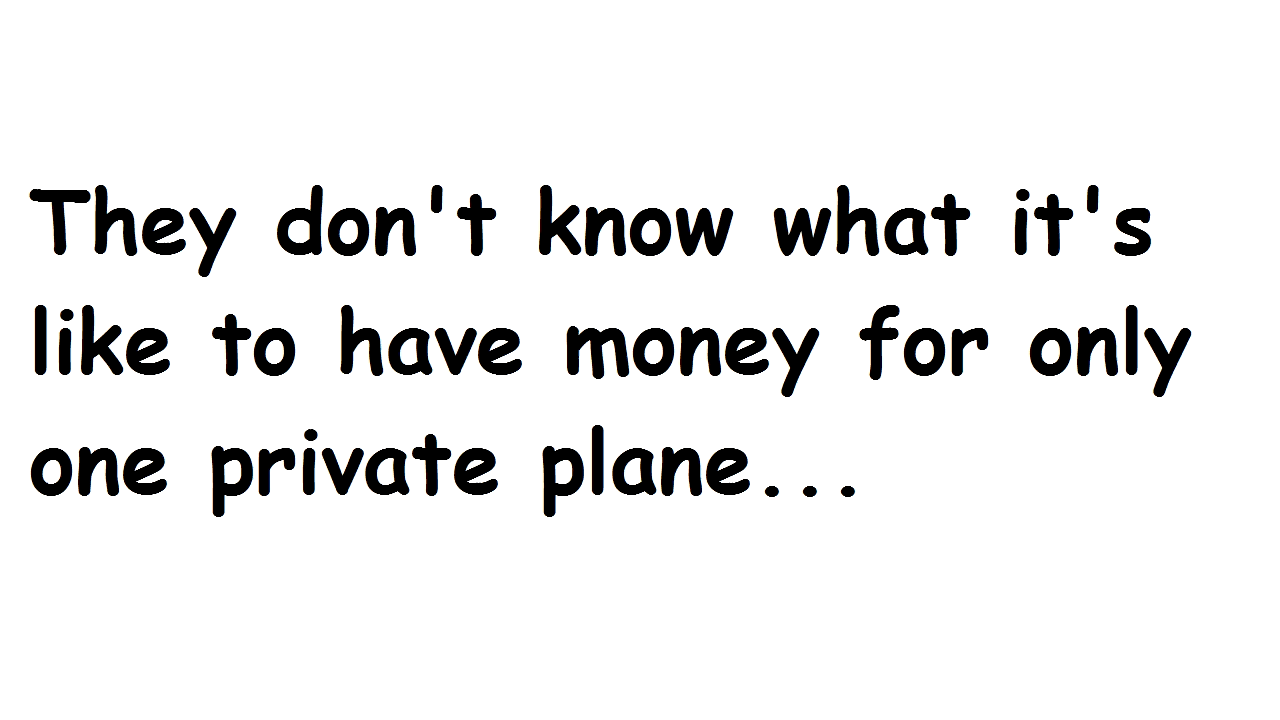 They don't know what it's
like to have money for only
one private plane...